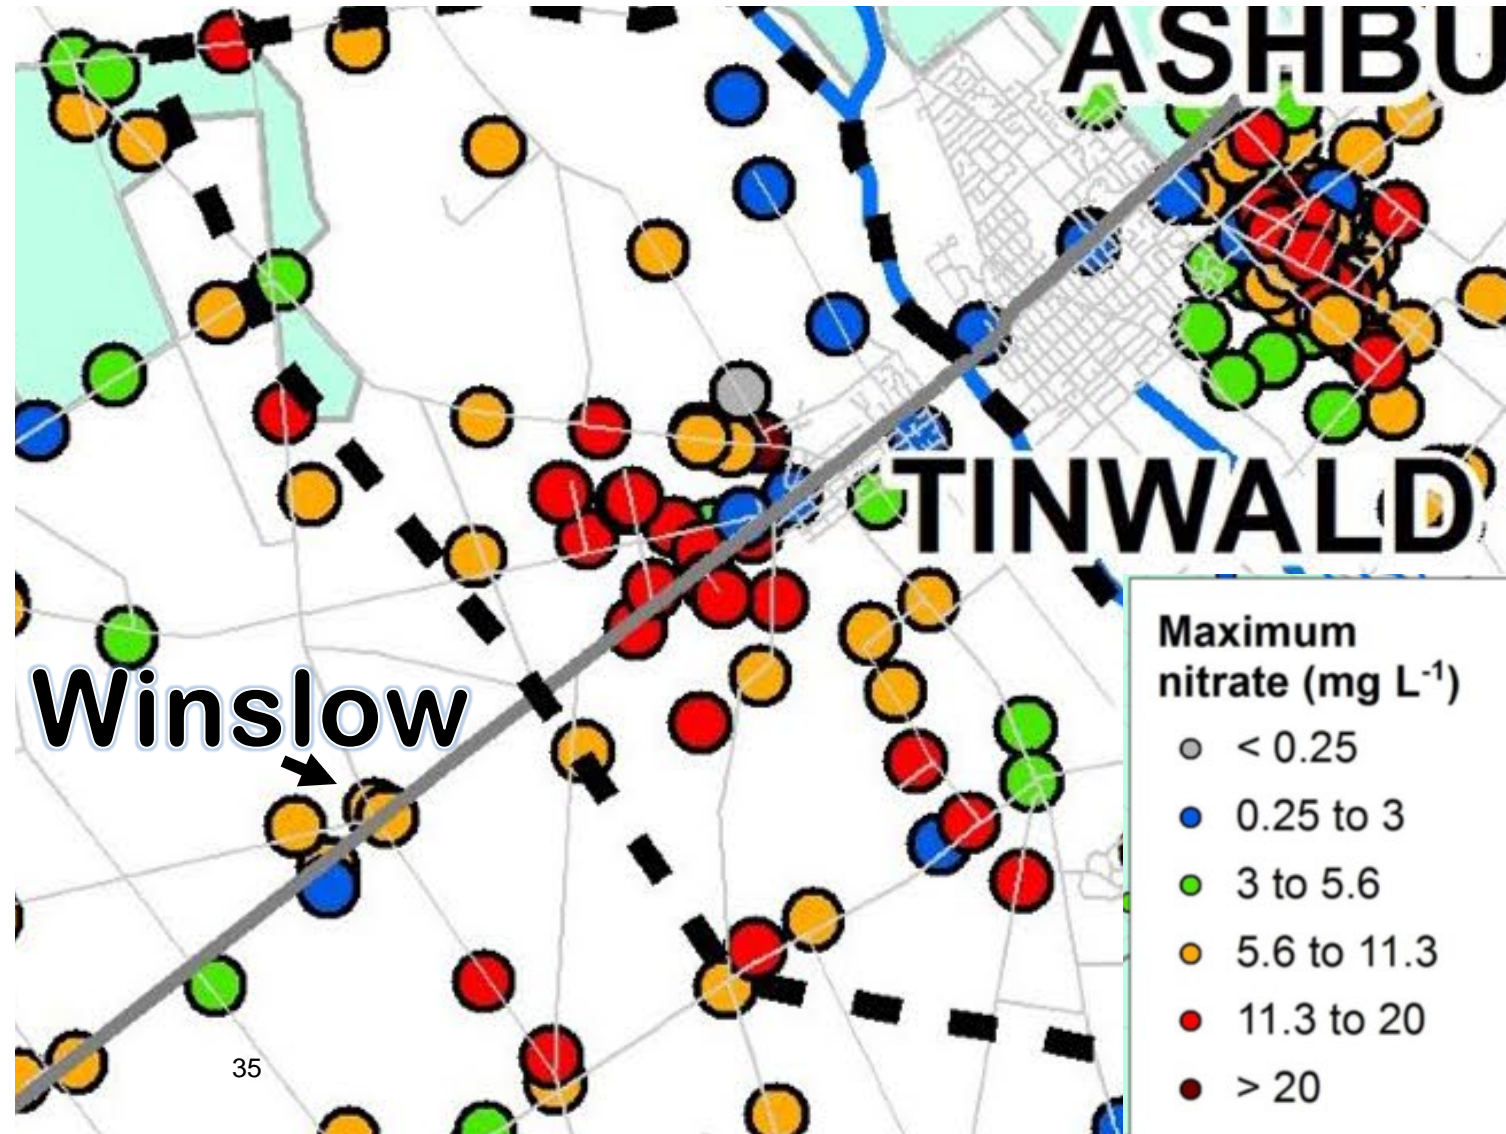 ASHBU
TINWALD
Winslow
35
Maximum
nitrate (mg L⁻¹)
< 0.25
0.25 to 3
3 to 5.6
5.6 to 11.3
11.3 to 20
> 20